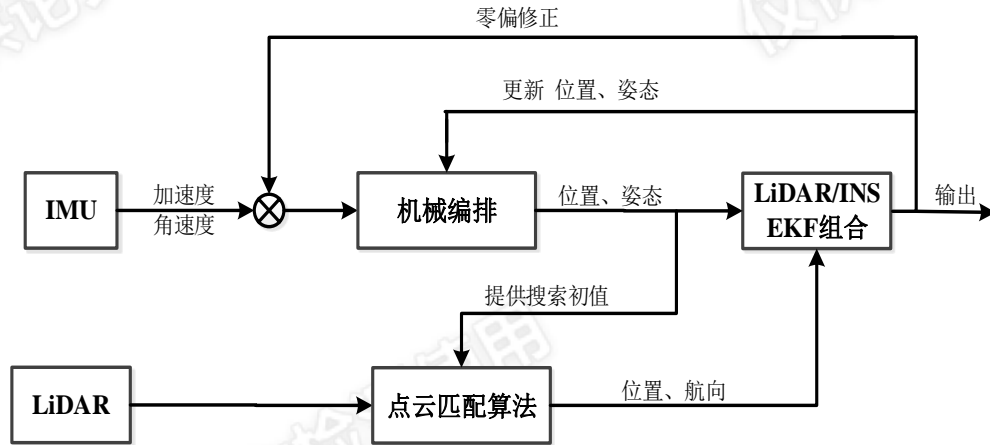 零偏修正
更新 位置、姿态
IMU
加速度
角速度
机械编排
位置、姿态
LiDAR/INS
EKF组合
输出
提供搜索初值
LiDAR
点云匹配算法
位置、航向